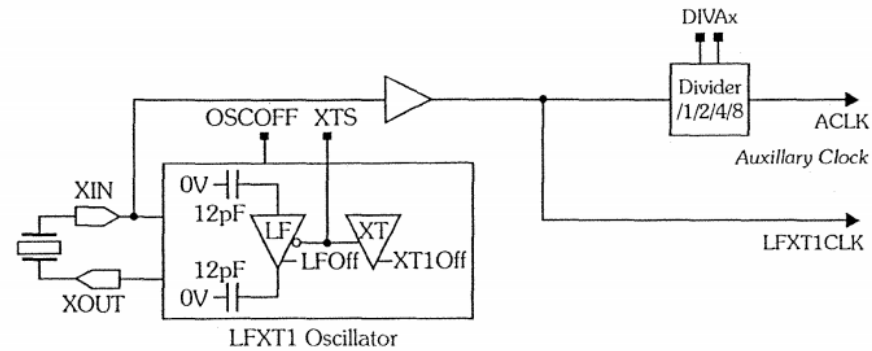 DIVAx
Divider
/1/2/4/8
ACLK
Auxillary Clock
OSCOFF XTS
XIN
0V
12pF
LF
XT
LFOff
XT1Off
12pF
0V
XOUT
LFXT1CLK
LFXT1 Oscillator